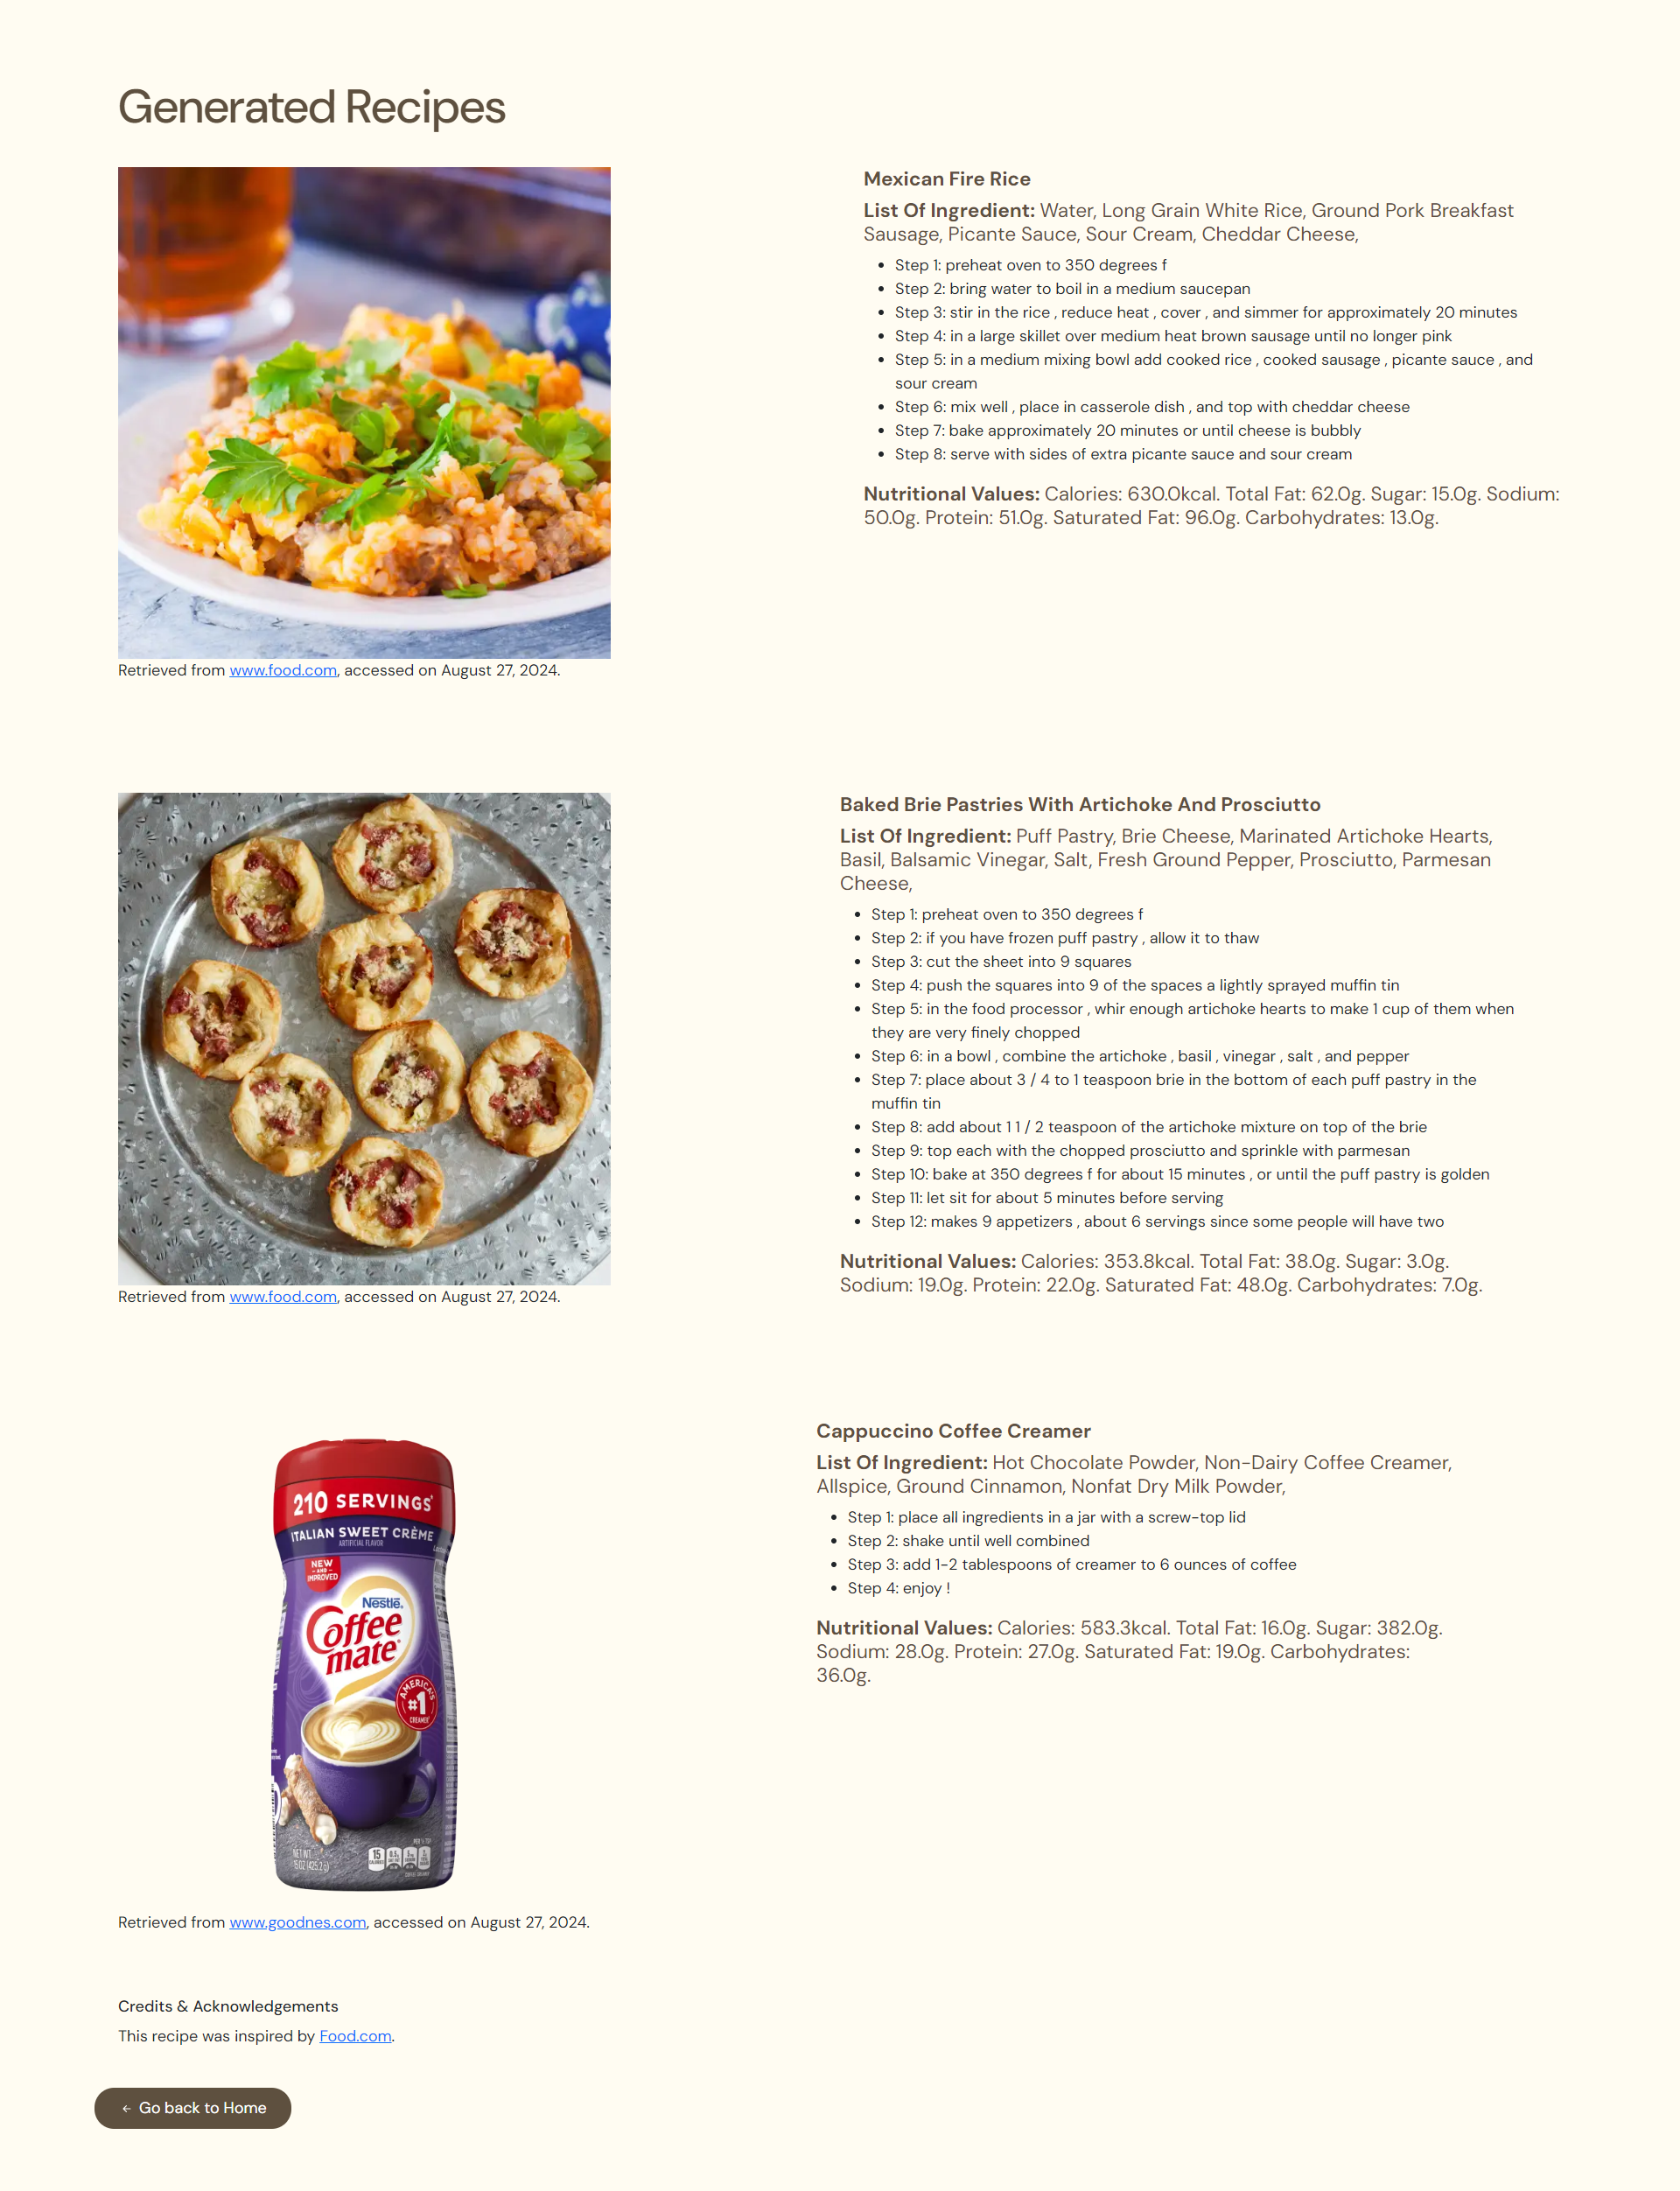 Generated Recipes
Mexican Fire Rice
List Of Ingredient: Water, Long Grain White Rice, Ground Pork Breakfast
Sausage, Picante Sauce, Sour Cream, Cheddar Cheese,
Step 1: preheat oven to 350 degrees f
Step 2: bring water to boil in a medium saucepan
Step 3: stir in the rice , reduce heat , cover , and simmer for approximately 20 minutes
Step 4: in a large skillet over medium heat brown sausage until no longer pink
Step 5: in a medium mixing bowl add cooked rice , cooked sausage , picante sauce , and
sour cream
Step 6: mix well , place in casserole dish , and top with cheddar cheese
Step 7: bake approximately 20 minutes or until cheese is bubbly
Step 8: serve with sides of extra picante sauce and sour cream
Nutritional Values: Calories: 630.0kcal. Total Fat: 62.0g. Sugar: 15.0g. Sodium:
50.0g. Protein: 51.0g. Saturated Fat: 96.0g. Carbohydrates: 13.0g.
Retrieved from www.food.com, accessed on August 27, 2024.
Baked Brie Pastries With Artichoke And Prosciutto
List Of Ingredient: Puff Pastry, Brie Cheese, Marinated Artichoke Hearts,
Basil, Balsamic Vinegar, Salt, Fresh Ground Pepper, Prosciutto, Parmesan
Cheese,
Step 1: preheat oven to 350 degrees f
Step 2: if you have frozen puff pastry , allow it to thaw
Step 3: cut the sheet into 9 squares
Step 4: push the squares into 9 of the spaces a lightly sprayed muffin tin
Step 5: in the food processor , whir enough artichoke hearts to make 1 cup of them when
they are very finely chopped
Step 6: in a bowl , combine the artichoke , basil , vinegar , salt , and pepper
Step 7: place about 3 / 4 to 1 teaspoon brie in the bottom of each puff pastry in the
muffin tin
Step 8: add about 1 1 / 2 teaspoon of the artichoke mixture on top of the brie
Step 9: top each with the chopped prosciutto and sprinkle with parmesan
Step 10: bake at 350 degrees f for about 15 minutes , or until the puff pastry is golden
Step 11: let sit for about 5 minutes before serving
Step 12: makes 9 appetizers , about 6 servings since some people will have two
Nutritional Values: Calories: 353.8kcal. Total Fat: 38.0g. Sugar: 3.0g.
Sodium: 19.0g. Protein: 22.0g. Saturated Fat: 48.0g. Carbohydrates: 7.0g.
Retrieved from www.food.com, accessed on August 27, 2024.
Cappuccino Coffee Creamer
List Of Ingredient: Hot Chocolate Powder, Non-Dairy Coffee Creamer,
Allspice, Ground Cinnamon, Nonfat Dry Milk Powder,
Step 1: place all ingredients in a jar with a screw-top lid
Step 2: shake until well combined
Step 3: add 1-2 tablespoons of creamer to 6 ounces of coffee
Step 4: enjoy !
Nutritional Values: Calories: 583.3kcal. Total Fat: 16.0g. Sugar: 382.0g.
Sodium: 28.0g. Protein: 27.0g. Saturated Fat: 19.0g. Carbohydrates:
36.0g.
210 SERVINGS
ITALIAN SWEET CRÈME
ARTIFICIAL FLAVOR
NEW
AND
IMPROVED
Nestlé
Coffee
mate
AMERICA'S
#1
CREAMER
NET WT.
15 OZ (425.2 g)
Retrieved from www.goodnes.com, accessed on August 27, 2024.
Credits & Acknowledgements
This recipe was inspired by Food.com.
← Go back to Home